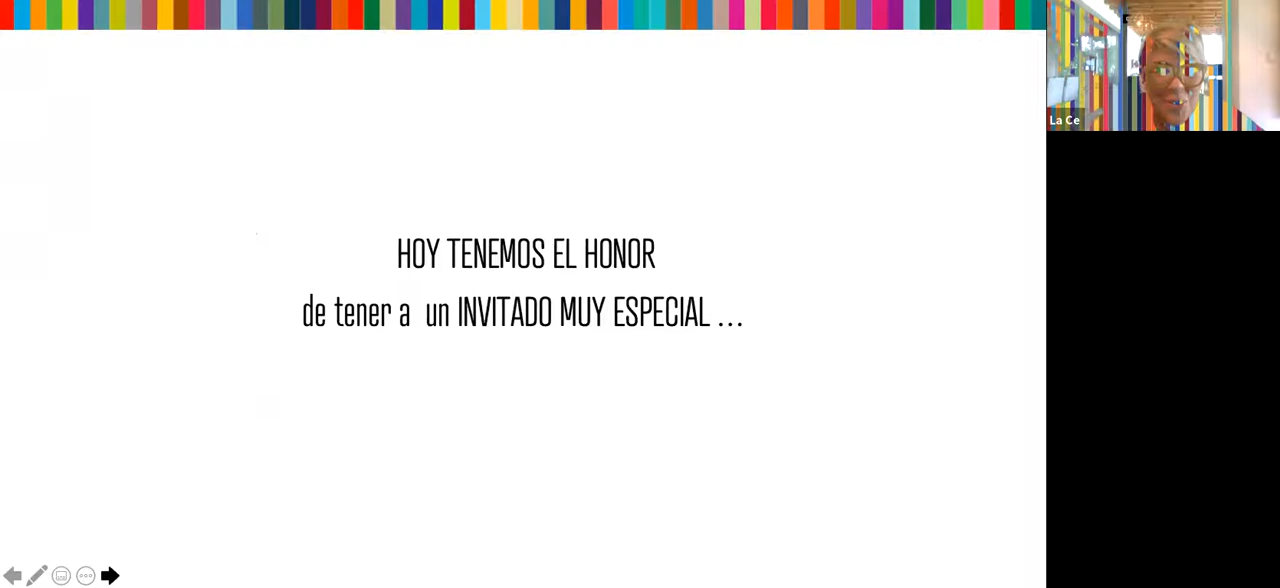 HOY TENEMOS EL HONOR
de tener a un INVITADO MUY ESPECIAL ...
La Ce